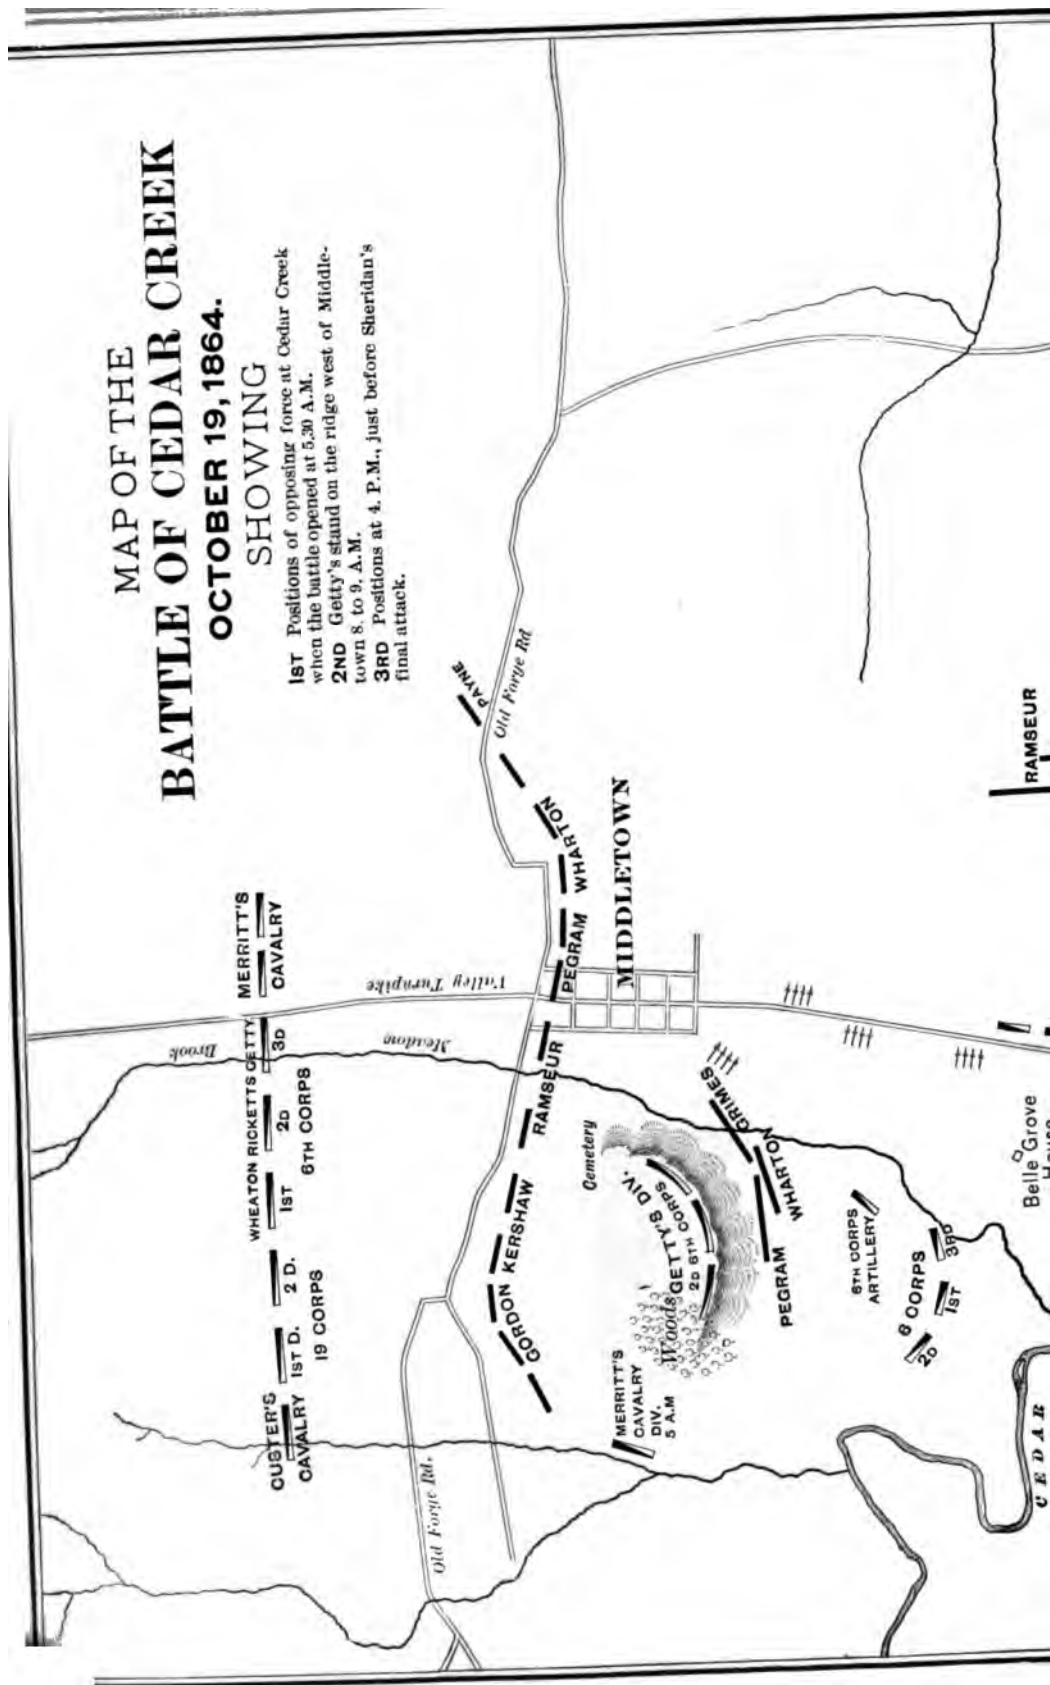 MAP OF THE
BATTLE OF CEDAR CREEK
OCTOBER 19, 1864.
SHOWING
1ST Positions of opposing force at Cedar Creek
when the battle opened at 5.30 A.M.
2ND Getty's stand on the ridge west of Middle-
town 8. to 9. A.M.
3RD Positions at 4. P.M., just before Sheridan's
final attack.
MERRITT'S
CAVALRY
GETTY
3D
RICKETTS
2D
WHEATON
1ST
6TH CORPS
2 D.
1ST D.
19 CORPS
CUSTER'S
CAVALRY
Brook
Meadow
Valley Turnpike
Old Forge Rd.
PAYNE
Old Forge Rd.
WHARTON
PEGRAM
RAMSEUR
KERSHAW
GORDON
MIDDLETOWN
Cemetery
Woods
GETTY'S DIV.
2D 6TH CORPS
MERRITT'S
CAVALRY
DIV.
5 A.M
GRIMES
WHARTON
PEGRAM
6TH CORPS
ARTILLERY
6 CORPS
2D
1ST
3RD
Belle Grove
House
RAMSEUR
CEDAR